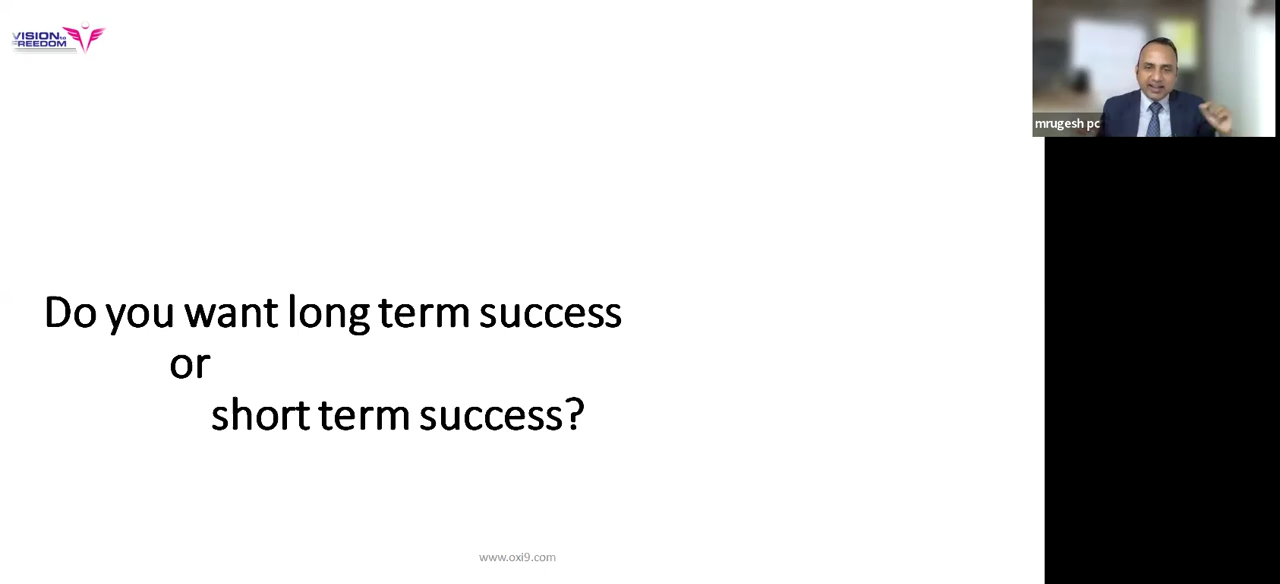 VISION to
FREEDOM
mrugesh pc
Do you want long term success
or
short term success?
www.oxi9.com